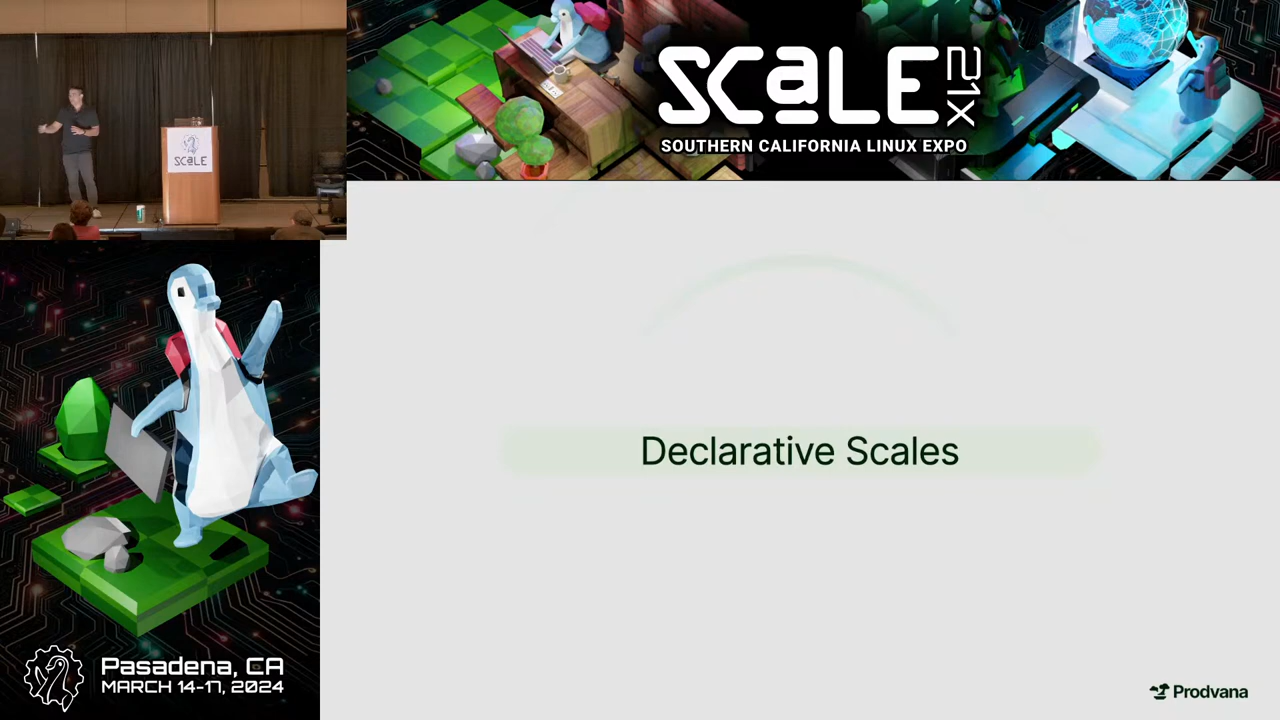 SCaLE 21X
SOUTHERN CALIFORNIA LINUX EXPO
SCaLE
Declarative Scales
Pasadena, CA
MARCH 14-17, 2024
Prodvana